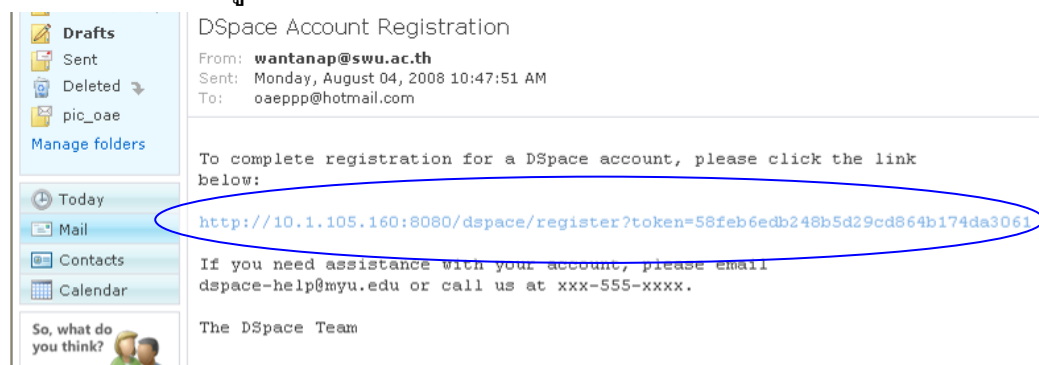 Drafts
Sent
Deleted
pic_oae
Manage folders
Today
Mail
Contacts
Calendar
So, what do
you think?
DSpace Account Registration
From: wantanap@swu.ac.th
Sent: Monday, August 04, 2008 10:47:51 AM
To: oaeppp@hotmail.com
To complete registration for a DSpace account, please click the link
below:
http://10.1.105.160:8080/dspace/register?token=58feb6edb248b5d29cd864b174da3061
If you need assistance with your account, please email
dspace-help@myu.edu or call us at xxx-555-xxxx.
The DSpace Team